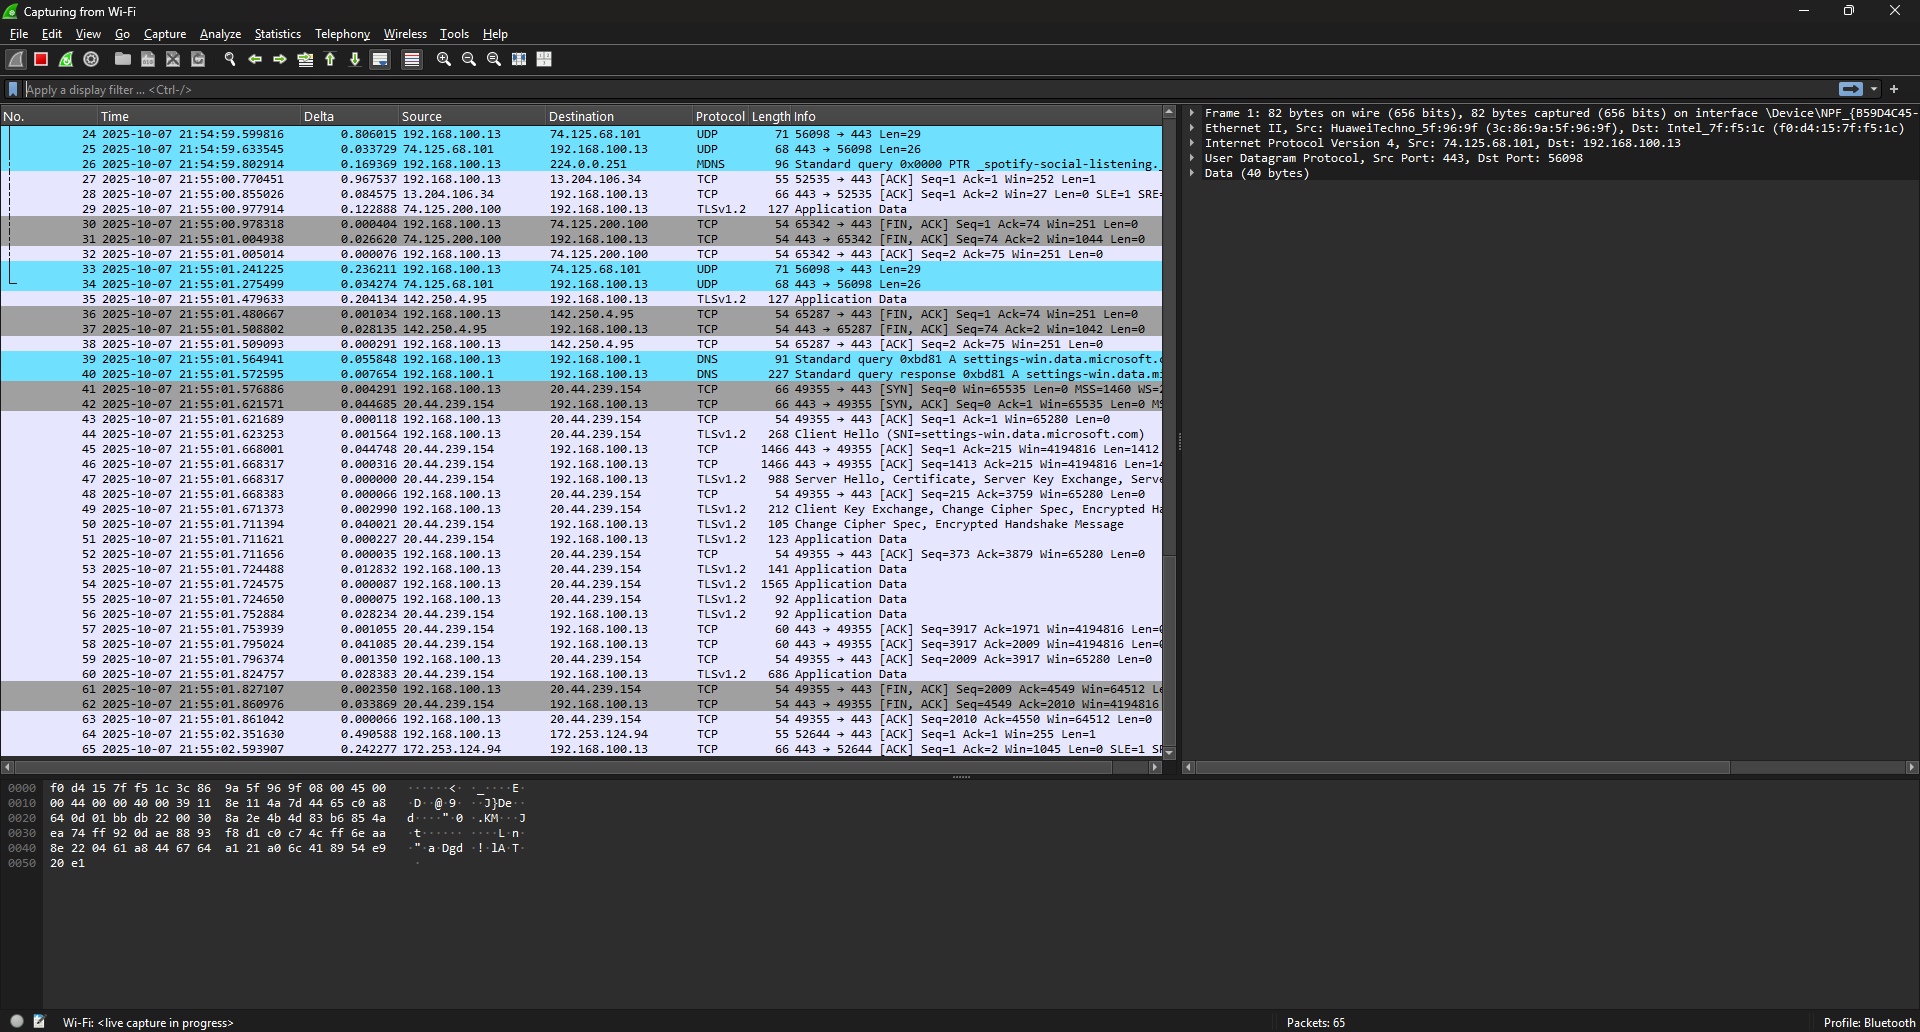 Capturing from Wi-Fi
File Edit View Go Capture Analyze Statistics Telephony Wireless Tools Help
Apply a display filter ... <Ctrl-/>
No. Time Delta Source Destination Protocol Length Info
24 2025-10-07 21:54:59.599816 0.806015 192.168.100.13 74.125.68.101 UDP 71 56098 → 443 Len=29
25 2025-10-07 21:54:59.633545 0.033729 74.125.68.101 192.168.100.13 UDP 68 443 → 56098 Len=26
26 2025-10-07 21:54:59.802914 0.169369 192.168.100.13 224.0.0.251 MDNS 96 Standard query 0x0000 PTR _spotify-social-listening.
27 2025-10-07 21:55:00.770451 0.967537 192.168.100.13 13.204.106.34 TCP 55 52535 → 443 [ACK] Seq=1 Ack=1 Win=252 Len=1
28 2025-10-07 21:55:00.855026 0.084575 13.204.106.34 192.168.100.13 TCP 66 443 → 52535 [ACK] Seq=1 Ack=2 Win=27 Len=0 SLE=1 SRE=
29 2025-10-07 21:55:00.977914 0.122888 74.125.200.100 192.168.100.13 TLSv1.2 127 Application Data
30 2025-10-07 21:55:00.978318 0.000404 192.168.100.13 74.125.200.100 TCP 54 65342 → 443 [FIN, ACK] Seq=1 Ack=74 Win=251 Len=0
31 2025-10-07 21:55:01.004938 0.026620 74.125.200.100 192.168.100.13 TCP 54 443 → 65342 [FIN, ACK] Seq=74 Ack=2 Win=1044 Len=0
32 2025-10-07 21:55:01.005014 0.000076 192.168.100.13 74.125.200.100 TCP 54 65342 → 443 [ACK] Seq=2 Ack=75 Win=251 Len=0
33 2025-10-07 21:55:01.241225 0.236211 192.168.100.13 74.125.68.101 UDP 71 56098 → 443 Len=29
34 2025-10-07 21:55:01.275499 0.034274 74.125.68.101 192.168.100.13 UDP 68 443 → 56098 Len=26
35 2025-10-07 21:55:01.479633 0.204134 142.250.4.95 192.168.100.13 TLSv1.2 127 Application Data
36 2025-10-07 21:55:01.480667 0.001034 192.168.100.13 142.250.4.95 TCP 54 65287 → 443 [FIN, ACK] Seq=1 Ack=74 Win=251 Len=0
37 2025-10-07 21:55:01.508802 0.028135 142.250.4.95 192.168.100.13 TCP 54 443 → 65287 [FIN, ACK] Seq=74 Ack=2 Win=1042 Len=0
38 2025-10-07 21:55:01.509093 0.000291 192.168.100.13 142.250.4.95 TCP 54 65287 → 443 [ACK] Seq=2 Ack=75 Win=251 Len=0
39 2025-10-07 21:55:01.564941 0.055848 192.168.100.13 192.168.100.1 DNS 91 Standard query 0xbd81 A settings-win.data.microsoft.
40 2025-10-07 21:55:01.572595 0.007654 192.168.100.1 192.168.100.13 DNS 227 Standard query response 0xbd81 A settings-win.data.m
41 2025-10-07 21:55:01.576886 0.004291 192.168.100.13 20.44.239.154 TCP 66 49355 → 443 [SYN] Seq=0 Win=65535 Len=0 MSS=1460 WS=
42 2025-10-07 21:55:01.621571 0.044685 20.44.239.154 192.168.100.13 TCP 66 443 → 49355 [SYN, ACK] Seq=0 Ack=1 Win=65535 Len=0 M
43 2025-10-07 21:55:01.621689 0.000118 192.168.100.13 20.44.239.154 TCP 54 49355 → 443 [ACK] Seq=1 Ack=1 Win=65280 Len=0
44 2025-10-07 21:55:01.623253 0.001564 192.168.100.13 20.44.239.154 TLSv1.2 268 Client Hello (SNI=settings-win.data.microsoft.com)
45 2025-10-07 21:55:01.668001 0.044748 20.44.239.154 192.168.100.13 TCP 1466 443 → 49355 [ACK] Seq=1 Ack=215 Win=4194816 Len=1412
46 2025-10-07 21:55:01.668317 0.000316 20.44.239.154 192.168.100.13 TCP 1466 443 → 49355 [ACK] Seq=1413 Ack=215 Win=4194816 Len=1
47 2025-10-07 21:55:01.668317 0.000000 20.44.239.154 192.168.100.13 TLSv1.2 988 Server Hello, Certificate, Server Key Exchange, Serv
48 2025-10-07 21:55:01.668383 0.000066 192.168.100.13 20.44.239.154 TCP 54 49355 → 443 [ACK] Seq=215 Ack=3759 Win=65280 Len=0
49 2025-10-07 21:55:01.671373 0.002990 192.168.100.13 20.44.239.154 TLSv1.2 212 Client Key Exchange, Change Cipher Spec, Encrypted H
50 2025-10-07 21:55:01.711394 0.040021 20.44.239.154 192.168.100.13 TLSv1.2 105 Change Cipher Spec, Encrypted Handshake Message
51 2025-10-07 21:55:01.711621 0.000227 20.44.239.154 192.168.100.13 TLSv1.2 123 Application Data
52 2025-10-07 21:55:01.711656 0.000035 192.168.100.13 20.44.239.154 TCP 54 49355 → 443 [ACK] Seq=373 Ack=3879 Win=65280 Len=0
53 2025-10-07 21:55:01.724488 0.012832 192.168.100.13 20.44.239.154 TLSv1.2 141 Application Data
54 2025-10-07 21:55:01.724575 0.000087 192.168.100.13 20.44.239.154 TLSv1.2 1565 Application Data
55 2025-10-07 21:55:01.724650 0.000075 192.168.100.13 20.44.239.154 TLSv1.2 92 Application Data
56 2025-10-07 21:55:01.752884 0.028234 20.44.239.154 192.168.100.13 TLSv1.2 92 Application Data
57 2025-10-07 21:55:01.753939 0.001055 20.44.239.154 192.168.100.13 TCP 60 443 → 49355 [ACK] Seq=3917 Ack=1971 Win=4194816 Len=
58 2025-10-07 21:55:01.795024 0.041085 20.44.239.154 192.168.100.13 TCP 60 443 → 49355 [ACK] Seq=3917 Ack=2009 Win=4194816 Len=
59 2025-10-07 21:55:01.796374 0.001350 192.168.100.13 20.44.239.154 TCP 54 49355 → 443 [ACK] Seq=2009 Ack=3917 Win=65280 Len=0
60 2025-10-07 21:55:01.824757 0.028383 20.44.239.154 192.168.100.13 TLSv1.2 686 Application Data
61 2025-10-07 21:55:01.827107 0.002350 192.168.100.13 20.44.239.154 TCP 54 49355 → 443 [FIN, ACK] Seq=2009 Ack=4549 Win=64512 L
62 2025-10-07 21:55:01.860976 0.033869 20.44.239.154 192.168.100.13 TCP 54 443 → 49355 [FIN, ACK] Seq=4549 Ack=2010 Win=4194816
63 2025-10-07 21:55:01.861042 0.000066 192.168.100.13 20.44.239.154 TCP 54 49355 → 443 [ACK] Seq=2010 Ack=4550 Win=64512 Len=0
64 2025-10-07 21:55:02.351630 0.490588 192.168.100.13 172.253.124.94 TCP 55 52644 → 443 [ACK] Seq=1 Ack=1 Win=255 Len=1
65 2025-10-07 21:55:02.593907 0.242277 172.253.124.94 192.168.100.13 TCP 66 443 → 52644 [ACK] Seq=1 Ack=2 Win=1045 Len=0 SLE=1 S
Frame 1: 82 bytes on wire (656 bits), 82 bytes captured (656 bits) on interface \Device\NPF_{B59D4C45-
Ethernet II, Src: HuaweiTechno_5f:96:9f (3c:86:9a:5f:96:9f), Dst: Intel_7f:f5:1c (f0:d4:15:7f:f5:1c)
Internet Protocol Version 4, Src: 74.125.68.101, Dst: 192.168.100.13
User Datagram Protocol, Src Port: 443, Dst Port: 56098
Data (40 bytes)
0000 f0 d4 15 7f f5 1c 3c 86 9a 5f 96 9f 08 00 45 00 ······<· ·_····E·
0010 00 44 00 00 40 00 39 11 8e 11 4a 7d 44 65 c0 a8 ·D··@·9· ··J}De··
0020 64 0d 01 bb db 22 00 30 8a 2e 4b 4d 83 b6 85 4a d····"·0 ·.KM···J
0030 ea 74 ff 92 0d ae 88 93 f8 d1 c0 c7 4c ff 6e aa ·t······ ····L·n·
0040 8e 22 04 61 a8 44 67 64 a1 21 a0 6c 41 89 54 e9 ·"·a·Dgd ·!·lA·T·
0050 20 e1 ·
Wi-Fi: <live capture in progress> Packets: 65 Profile: Bluetooth